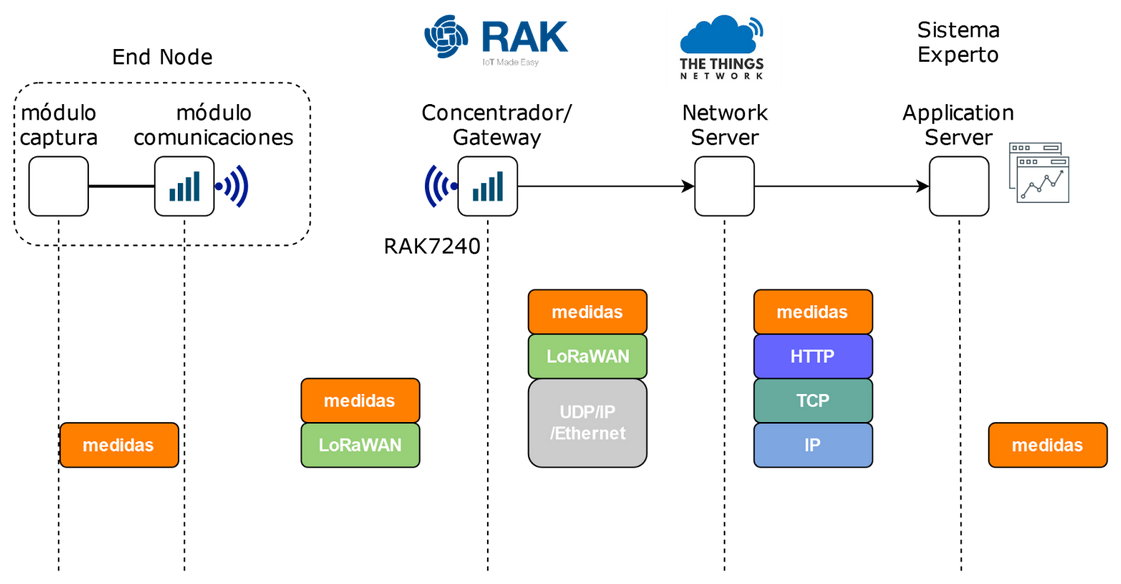 End Node
RAK
IoT Made Easy
THE THINGS
NETWORK
Sistema
Experto
módulo
captura
módulo
comunicaciones
Concentrador/
Gateway
Network
Server
Application
Server
RAK7240
medidas
medidas
LoRaWAN
medidas
LoRaWAN
UDP/IP
/Ethernet
medidas
HTTP
TCP
IP
medidas